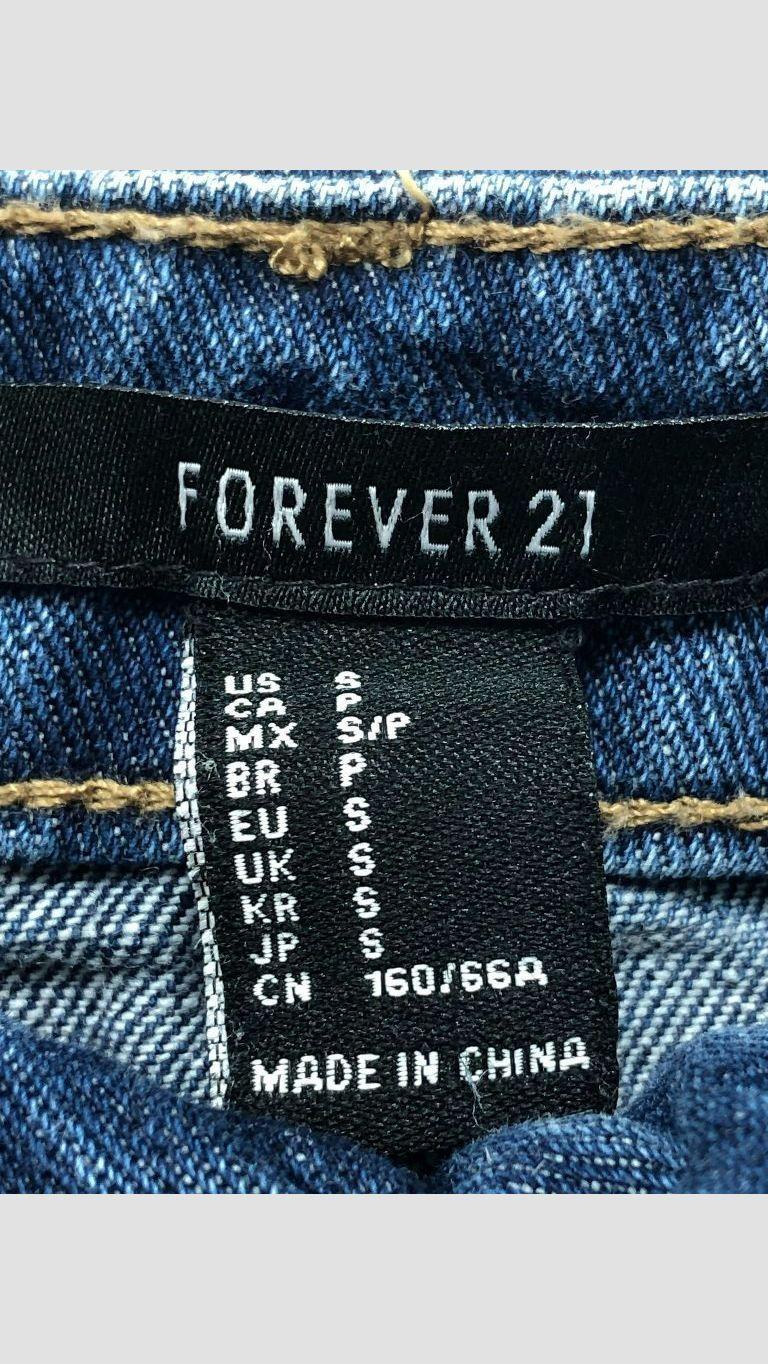 FOREVER 21
US S
CA P
MX S/P
BR P
EU S
UK S
KR S
JP S
CN 160/66A
MADE IN CHINA